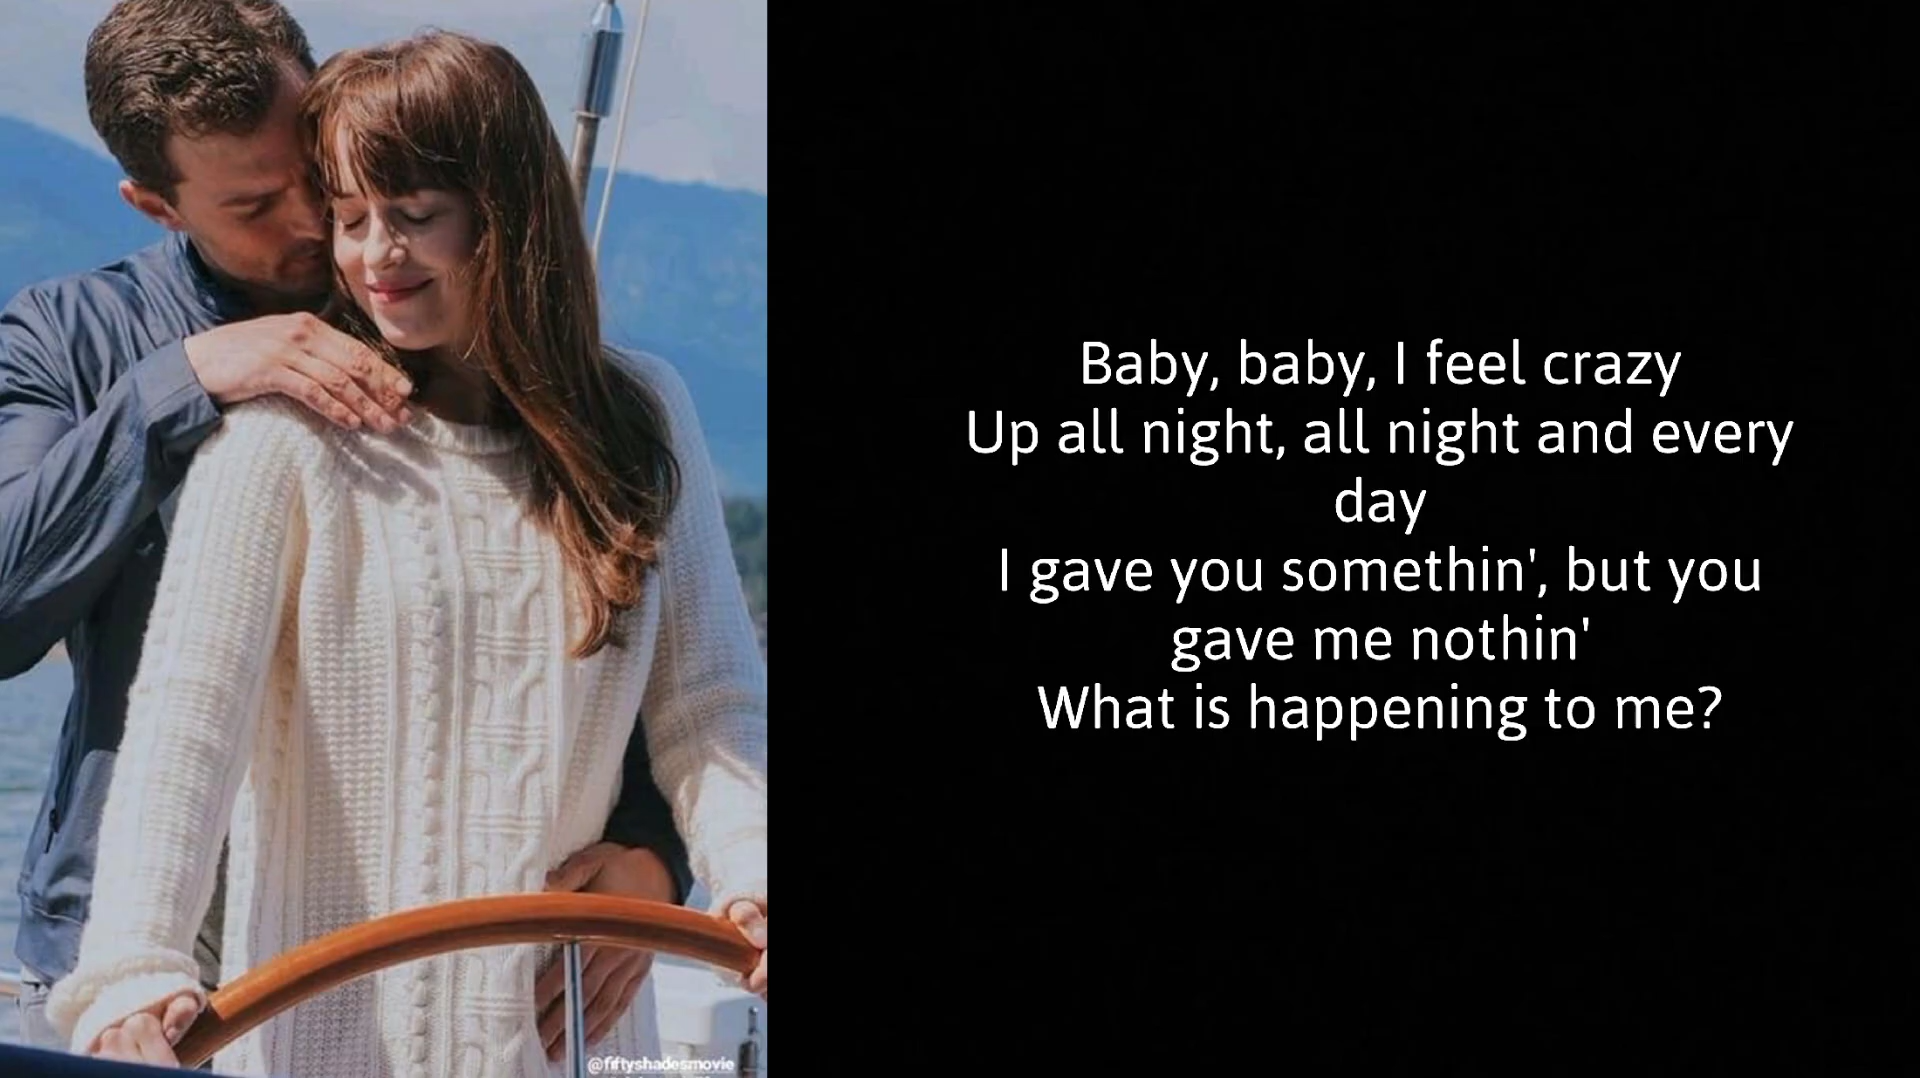 Baby, baby, I feel crazy
Up all night, all night and every
day
I gave you somethin', but you
gave me nothin'
What is happening to me?
@fiftyshadesmovie